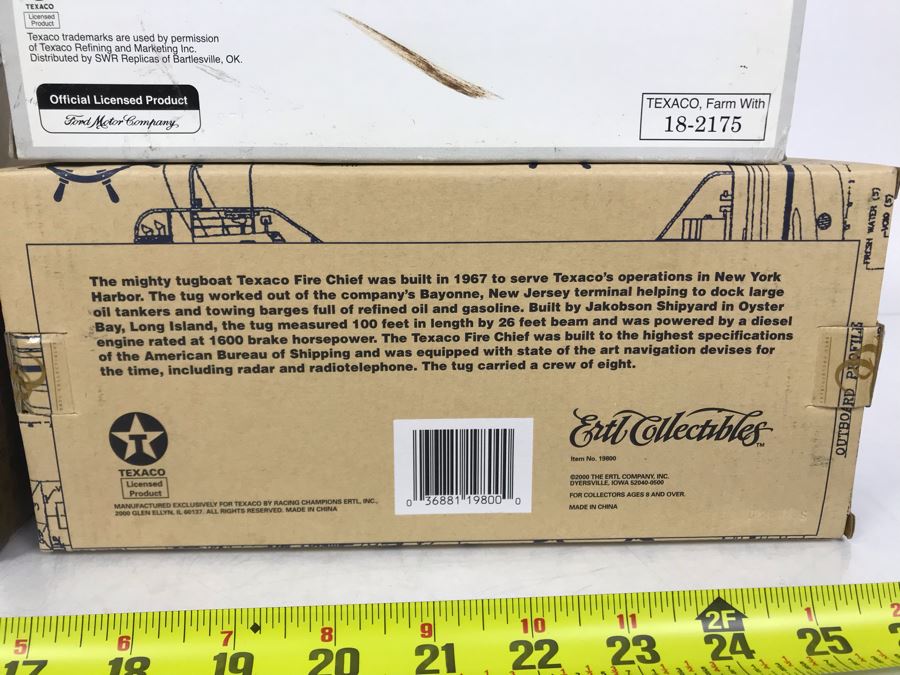 TEXACO
Licensed
Product
Texaco trademarks are used by permission
of Texaco Refining and Marketing Inc.
Distributed by SWR Replicas of Bartlesville, OK.
Official Licensed Product
Ford Motor Company
TEXACO, Farm With
18-2175
FRESH WATER (S)
VOID (S)
The mighty tugboat Texaco Fire Chief was built in 1967 to serve Texaco's operations in New York
Harbor. The tug worked out of the company's Bayonne, New Jersey terminal helping to dock large
oil tankers and towing barges full of refined oil and gasoline. Built by Jakobson Shipyard in Oyster
Bay, Long Island, the tug measured 100 feet in length by 26 feet beam and was powered by a diesel
engine rated at 1600 brake horsepower. The Texaco Fire Chief was built to the highest specifications
of the American Bureau of Shipping and was equipped with state of the art navigation devises for
the time, including radar and radiotelephone. The tug carried a crew of eight.
OUTBOARD PROFILE
T
TEXACO
Licensed
Product
MANUFACTURED EXCLUSIVELY FOR TEXACO BY RACING CHAMPIONS ERTL, INC.,
2000 GLEN ELLYN, IL 60137. ALL RIGHTS RESERVED. MADE IN CHINA
0 36881 19800 0
Ertl Collectibles TM
Item No. 19800
©2000 THE ERTL COMPANY, INC.
DYERSVILLE, IOWA 52040-0500
FOR COLLECTORS AGES 8 AND OVER.
MADE IN CHINA
5 6 7 8 9 10 11 2F 1 2
17 18 19 20 21 22 23 24 25